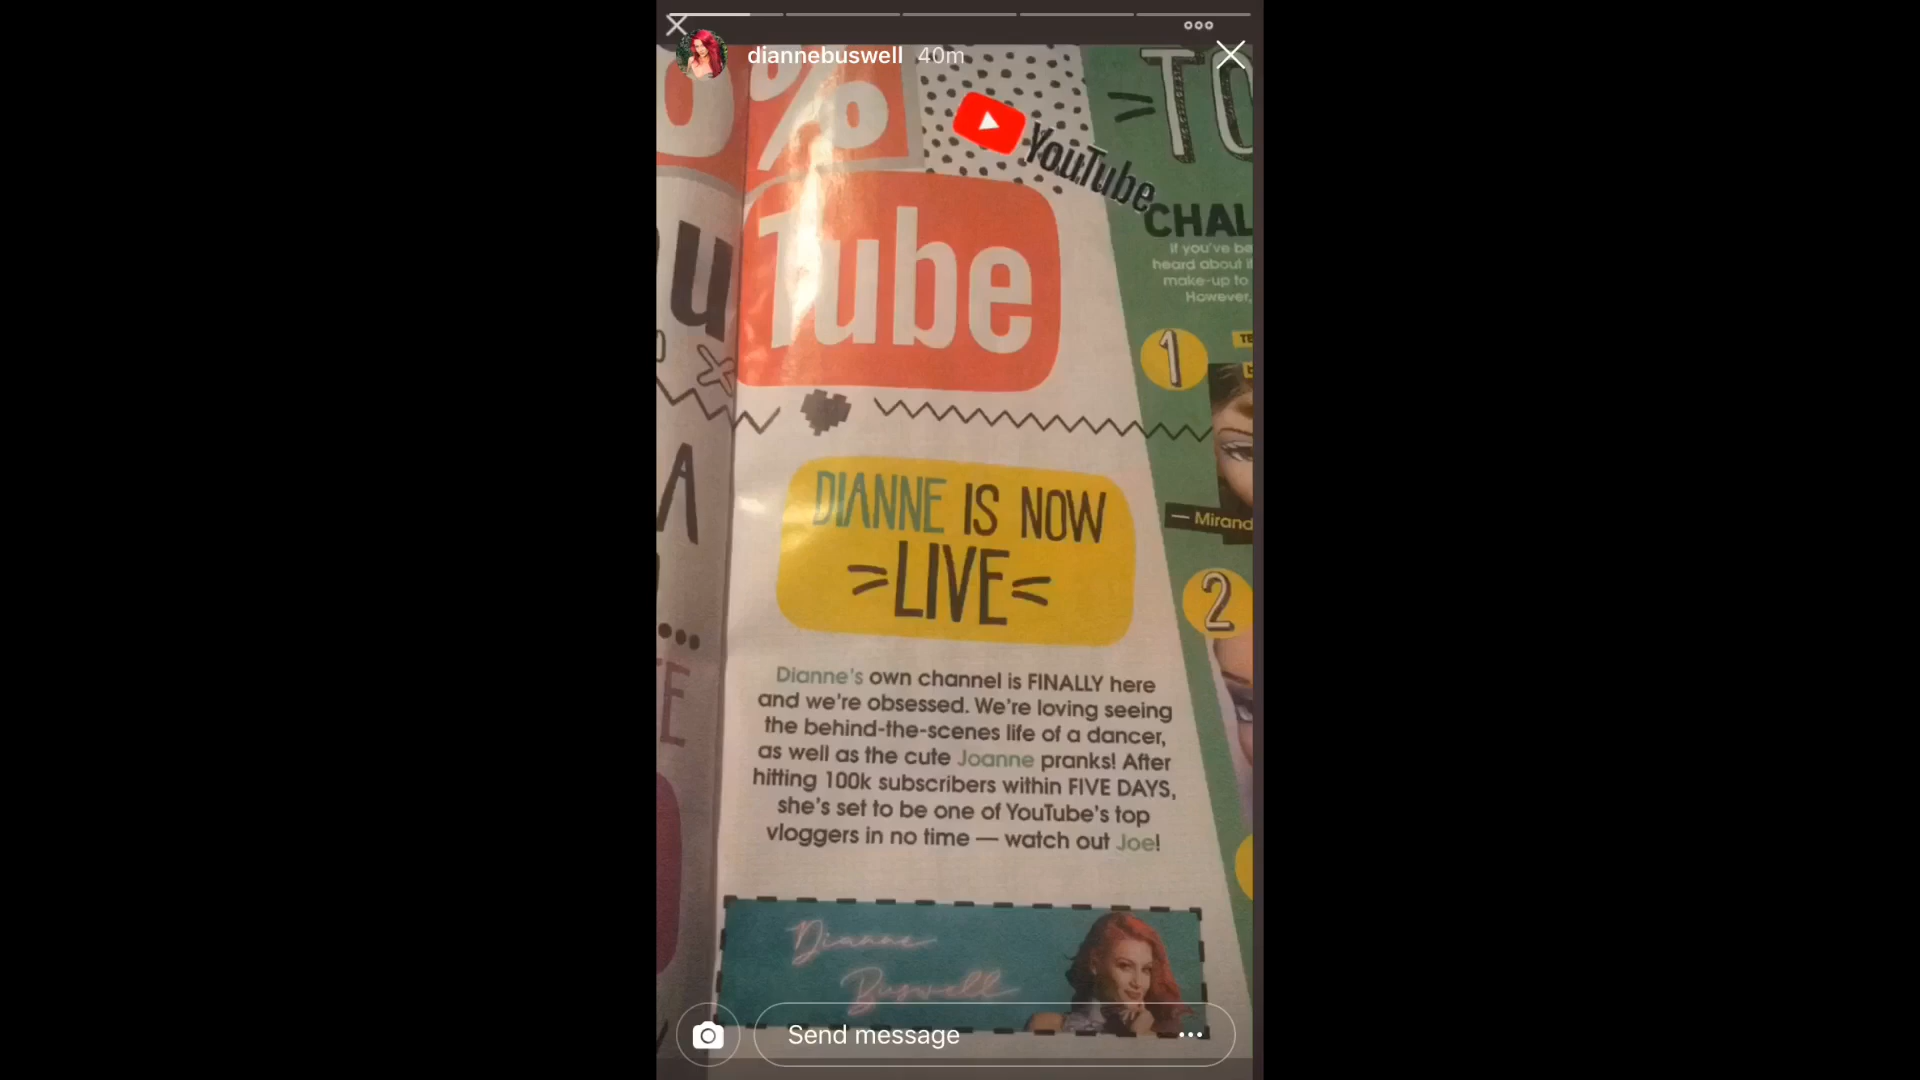 diannebuswell 40m
%
YouTube
TO
u
Tube
CHAL
If you've be
heard about i
make-up to
However,
1
DIANNE IS NOW
=LIVE=
— Mirand
2
A
Dianne's own channel is FINALLY here
and we're obsessed. We're loving seeing
the behind-the-scenes life of a dancer,
as well as the cute Joanne pranks! After
hitting 100k subscribers within FIVE DAYS,
she's set to be one of YouTube's top
vloggers in no time — watch out Joe!
Dianne
Buswell
Send message